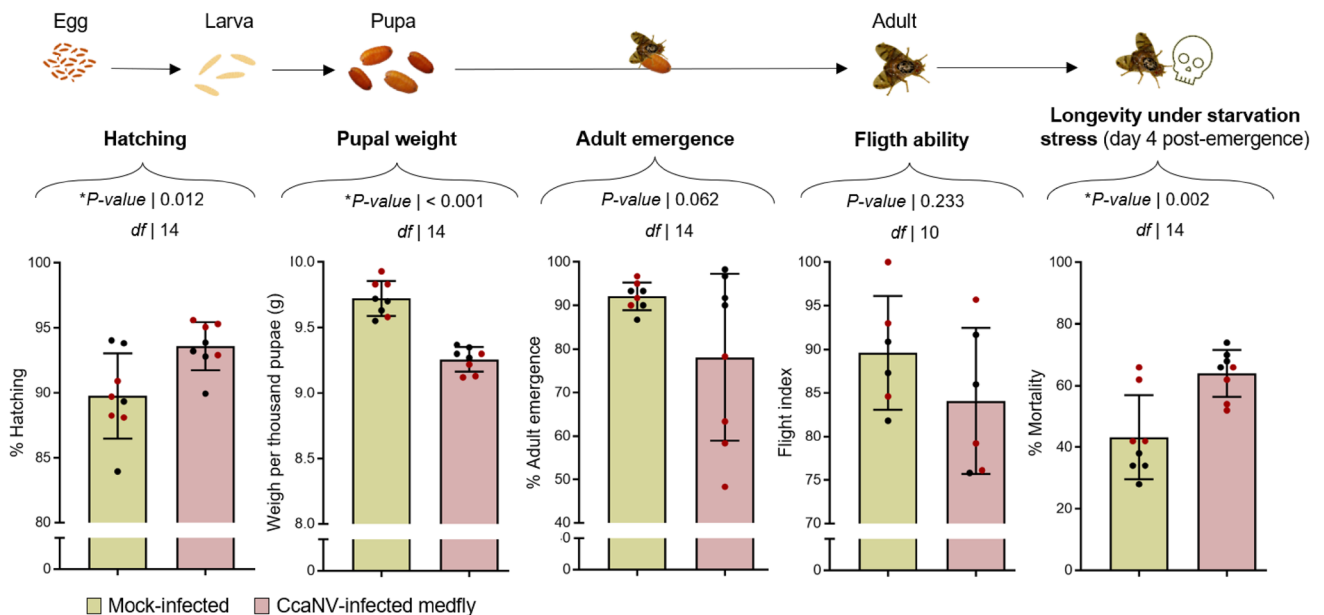 Egg
Larva
Pupa
Adult
Hatching
Pupal weight
Adult emergence
Fligth ability
Longevity under starvation
stress (day 4 post-emergence)
*P-value | 0.012
*P-value | < 0.001
P-value | 0.062
P-value | 0.233
*P-value | 0.002
df | 14
df | 14
df | 14
df | 10
df | 14
% Hatching
100
95
90
85
80
0
Weigh per thousand pupae (g)
10.0
9.5
9.0
8.0
0
% Adult emergence
100
90
80
70
60
50
40
0
0
Flight index
100
95
90
85
80
75
70
0
% Mortality
100
80
60
40
20
0
Mock-infected
CcaNV-infected medfly